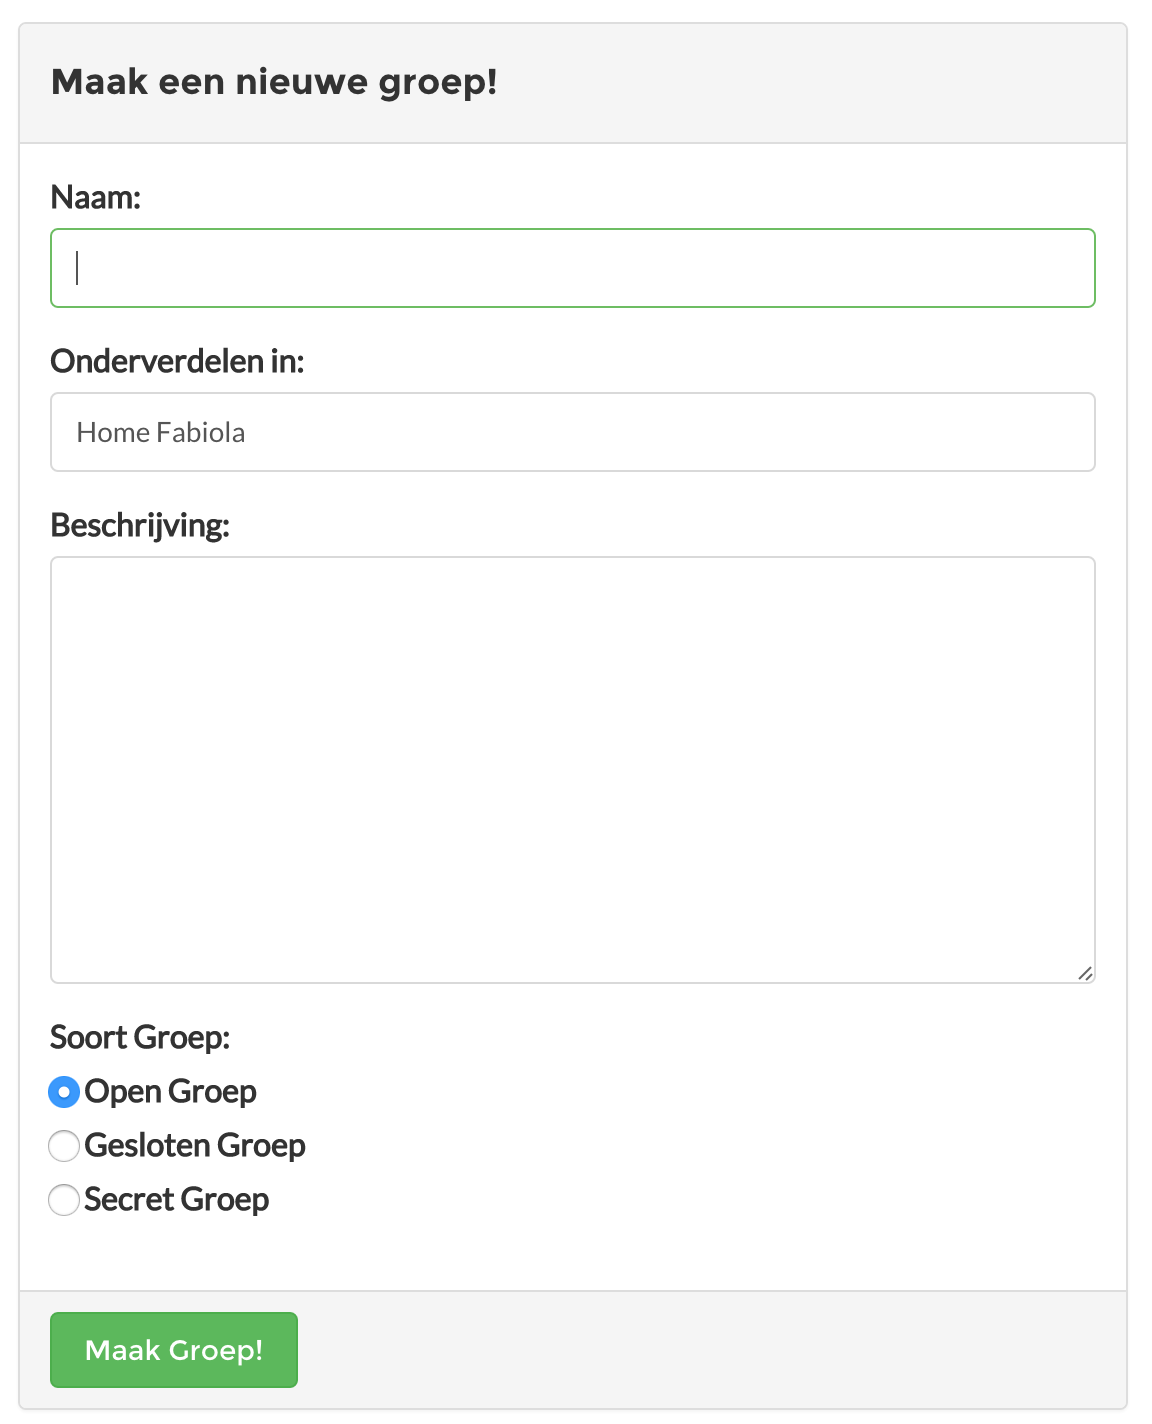 Maak een nieuwe groep!
Naam:
Onderverdelen in:
Home Fabiola
Beschrijving:
Soort Groep:
Open Groep
Gesloten Groep
Secret Groep
Maak Groep!